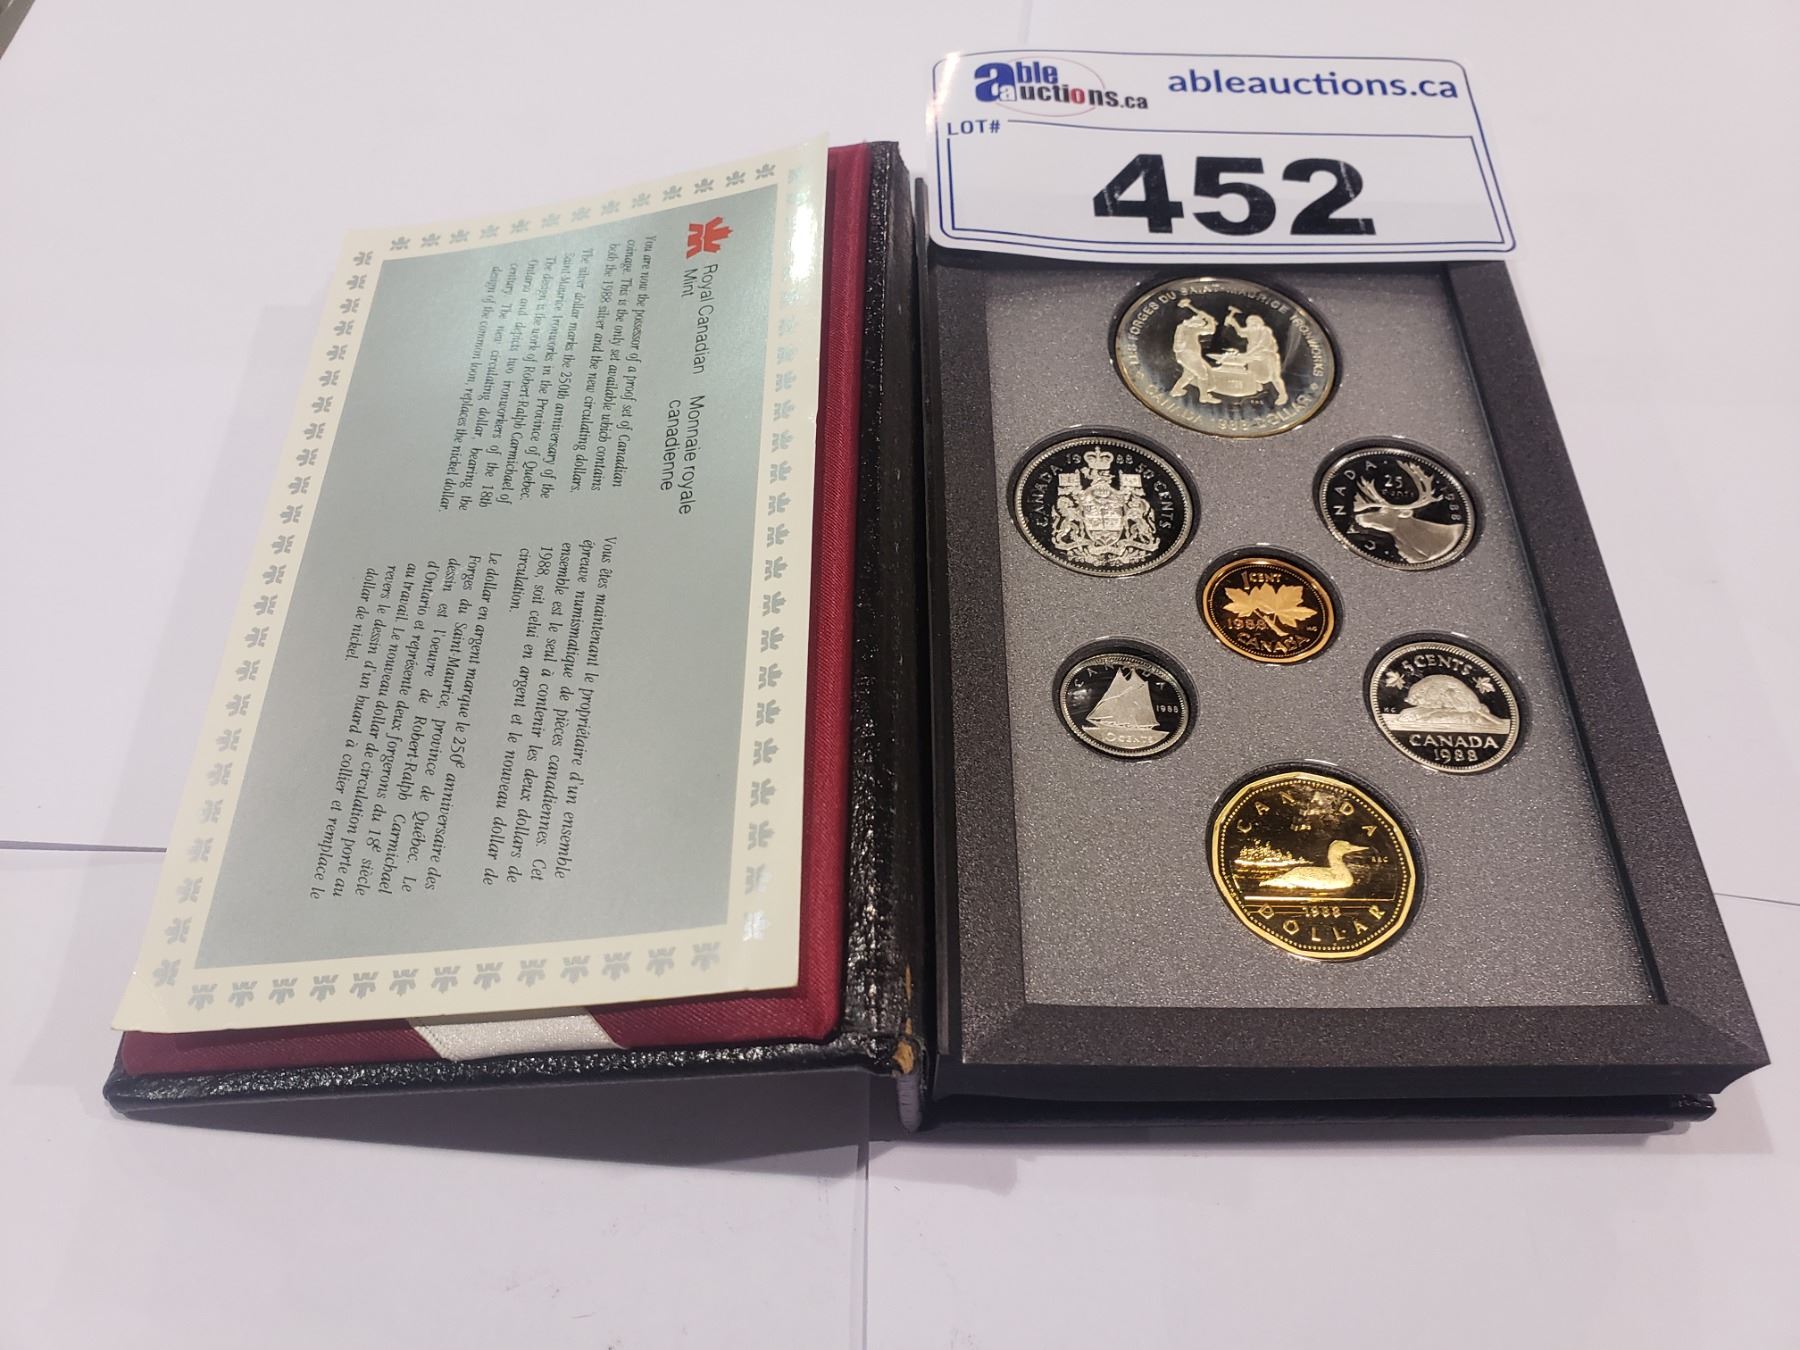 able auctions.ca
ableauctions.ca
LOT#
452
Royal Canadian Mint
Monnaie royale canadienne
You are now the possessor of a proof set of Canadian
coinage. This is the only set available which contains
both the 1988 silver and the new circulating dollars.
The silver dollar marks the 250th anniversary of the
Saint-Maurice Ironworks in the Province of Quebec.
The design is the work of Robert-Ralph Carmichael of
Ontario and depicts two ironworkers of the 18th
century. The new circulating dollar, bearing the
design of the common loon, replaces the nickel dollar.
Vous êtes maintenant le propriétaire d'un ensemble
épreuve numismatique de pièces canadiennes. Cet
ensemble est le seul à contenir les deux dollars de
1988, soit celui en argent et le nouveau dollar de
circulation.
Le dollar en argent marque le 250e anniversaire des
Forges du Saint-Maurice, province de Québec. Le
dessin est l'oeuvre de Robert-Ralph Carmichael
d'Ontario et représente deux forgerons du 18e siècle
au travail. Le nouveau dollar de circulation porte au
revers le dessin d'un huard à collier et remplace le
dollar de nickel.
LES FORGES DU SAINT-MAURICE IRONWORKS
CANADA 1988 DOLLAR
CANADA 1988 50 CENTS
CANADA 1988
25
CENTS
1 CENT
1988
CANADA
CANADA
1988
10 CENTS
5 CENTS
KG
CANADA
1988
CANADA
1988
DOLLAR